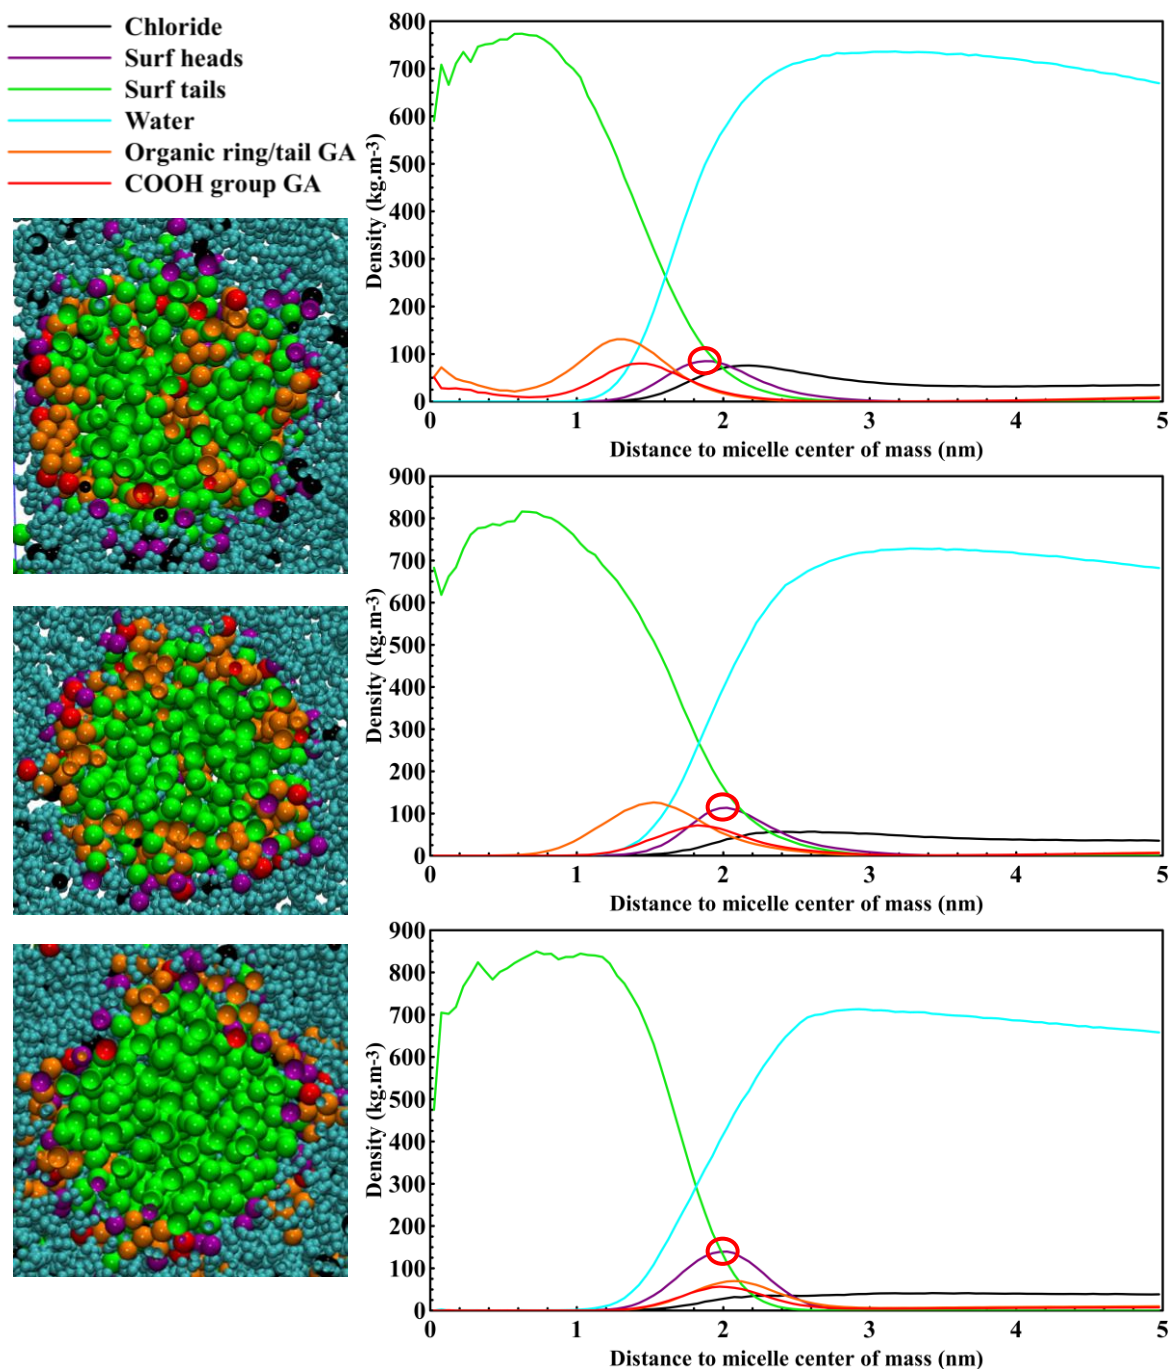 Chloride
Surf heads
Surf tails
Water
Organic ring/tail GA
COOH group GA
800
700
600
500
400
300
200
100
0
Density (kg.m-3)
0 1 2 3 4 5
Distance to micelle center of mass (nm)
900
800
700
600
500
400
300
200
100
0
Density (kg.m-3)
0 1 2 3 4 5
Distance to micelle center of mass (nm)
900
800
700
600
500
400
300
200
100
0
Density (kg.m-3)
0 1 2 3 4 5
Distance to micelle center of mass (nm)